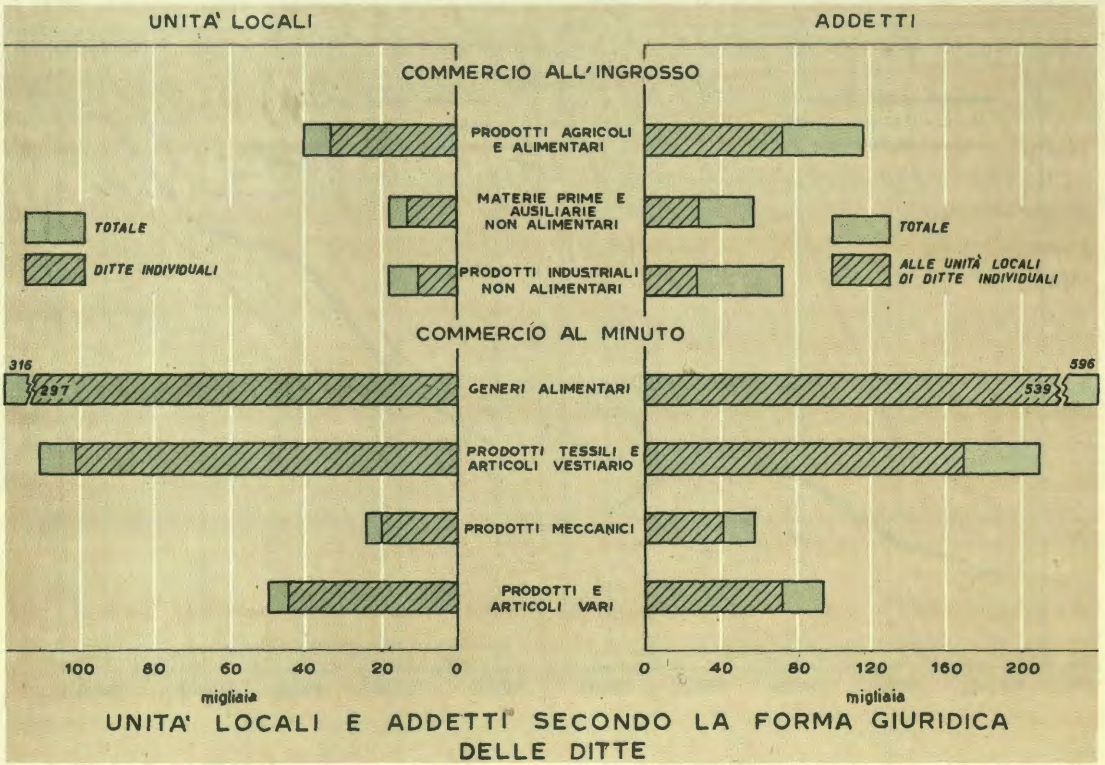 UNITA' LOCALI
ADDETTI
COMMERCIO ALL'INGROSSO
PRODOTTI AGRICOLI
E ALIMENTARI
MATERIE PRIME E
AUSILIARIE
NON ALIMENTARI
PRODOTTI INDUSTRIALI
NON ALIMENTARI
TOTALE
DITTE INDIVIDUALI
TOTALE
ALLE UNITÀ LOCALI
DI DITTE INDIVIDUALI
COMMERCIO AL MINUTO
316
297
GENERI ALIMENTARI
539
596
PRODOTTI TESSILI E
ARTICOLI VESTIARIO
PRODOTTI MECCANICI
PRODOTTI E
ARTICOLI VARI
100 80 60 40 20 0
0 40 80 120 160 200
migliaia
migliaia
UNITA' LOCALI E ADDETTI SECONDO LA FORMA GIURIDICA
DELLE DITTE